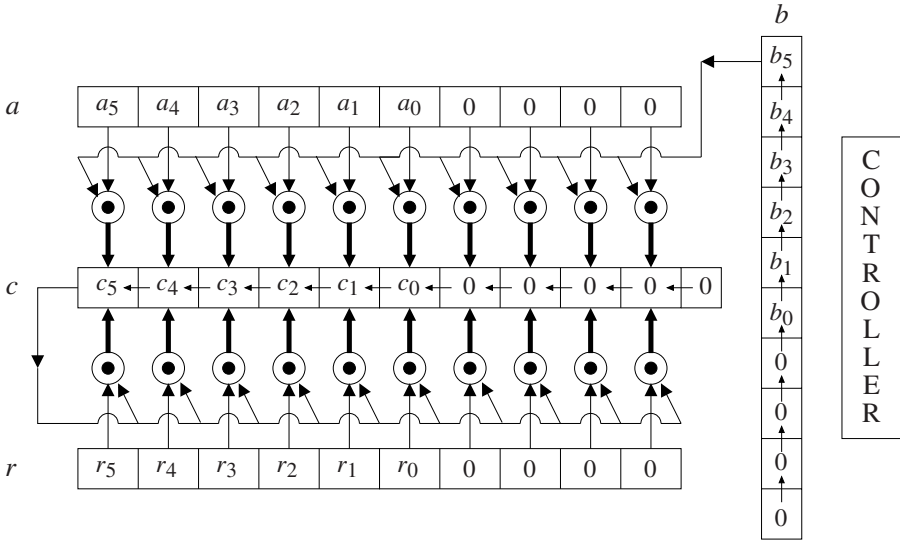 b
a a₅ a₄ a₃ a₂ a₁ a₀ 0 0 0 0
c c₅ c₄ c₃ c₂ c₁ c₀ 0 0 0 0 0
r r₅ r₄ r₃ r₂ r₁ r₀ 0 0 0 0
b₅
b₄
b₃
b₂
b₁
b₀
0
0
0
0
C
O
N
T
R
O
L
L
E
R